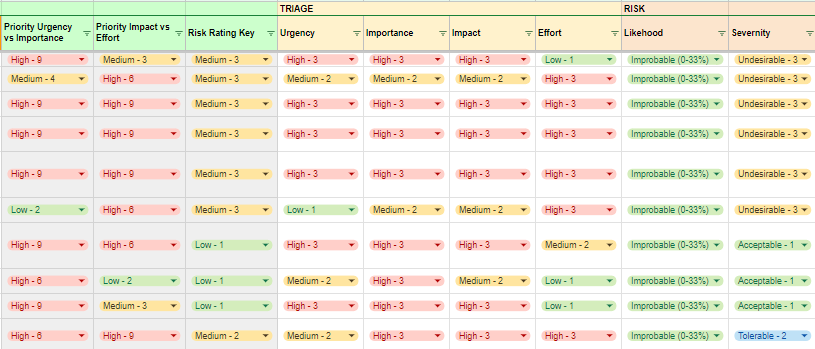 TRIAGE RISK
Priority Urgency vs Importance Priority Impact vs Effort Risk Rating Key Urgency Importance Impact Effort Likehood Severnity
High - 9 Medium - 3 Medium - 3 High - 3 High - 3 High - 3 Low - 1 Improbable (0-33%) Undesirable - 3
Medium - 4 High - 6 Medium - 3 Medium - 2 Medium - 2 Medium - 2 High - 3 Improbable (0-33%) Undesirable - 3
High - 9 High - 9 Medium - 3 High - 3 High - 3 High - 3 High - 3 Improbable (0-33%) Undesirable - 3
High - 9 High - 9 Medium - 3 High - 3 High - 3 High - 3 High - 3 Improbable (0-33%) Undesirable - 3
High - 9 High - 9 Medium - 3 High - 3 High - 3 High - 3 High - 3 Improbable (0-33%) Undesirable - 3
Low - 2 High - 6 Medium - 3 Low - 1 Medium - 2 Medium - 2 High - 3 Improbable (0-33%) Undesirable - 3
High - 9 High - 6 Low - 1 High - 3 High - 3 High - 3 Medium - 2 Improbable (0-33%) Acceptable - 1
High - 6 Low - 2 Low - 1 Medium - 2 High - 3 Medium - 2 Low - 1 Improbable (0-33%) Acceptable - 1
High - 9 Medium - 3 Low - 1 High - 3 High - 3 High - 3 Low - 1 Improbable (0-33%) Acceptable - 1
High - 6 High - 9 Medium - 2 Medium - 2 High - 3 High - 3 High - 3 Improbable (0-33%) Tolerable - 2